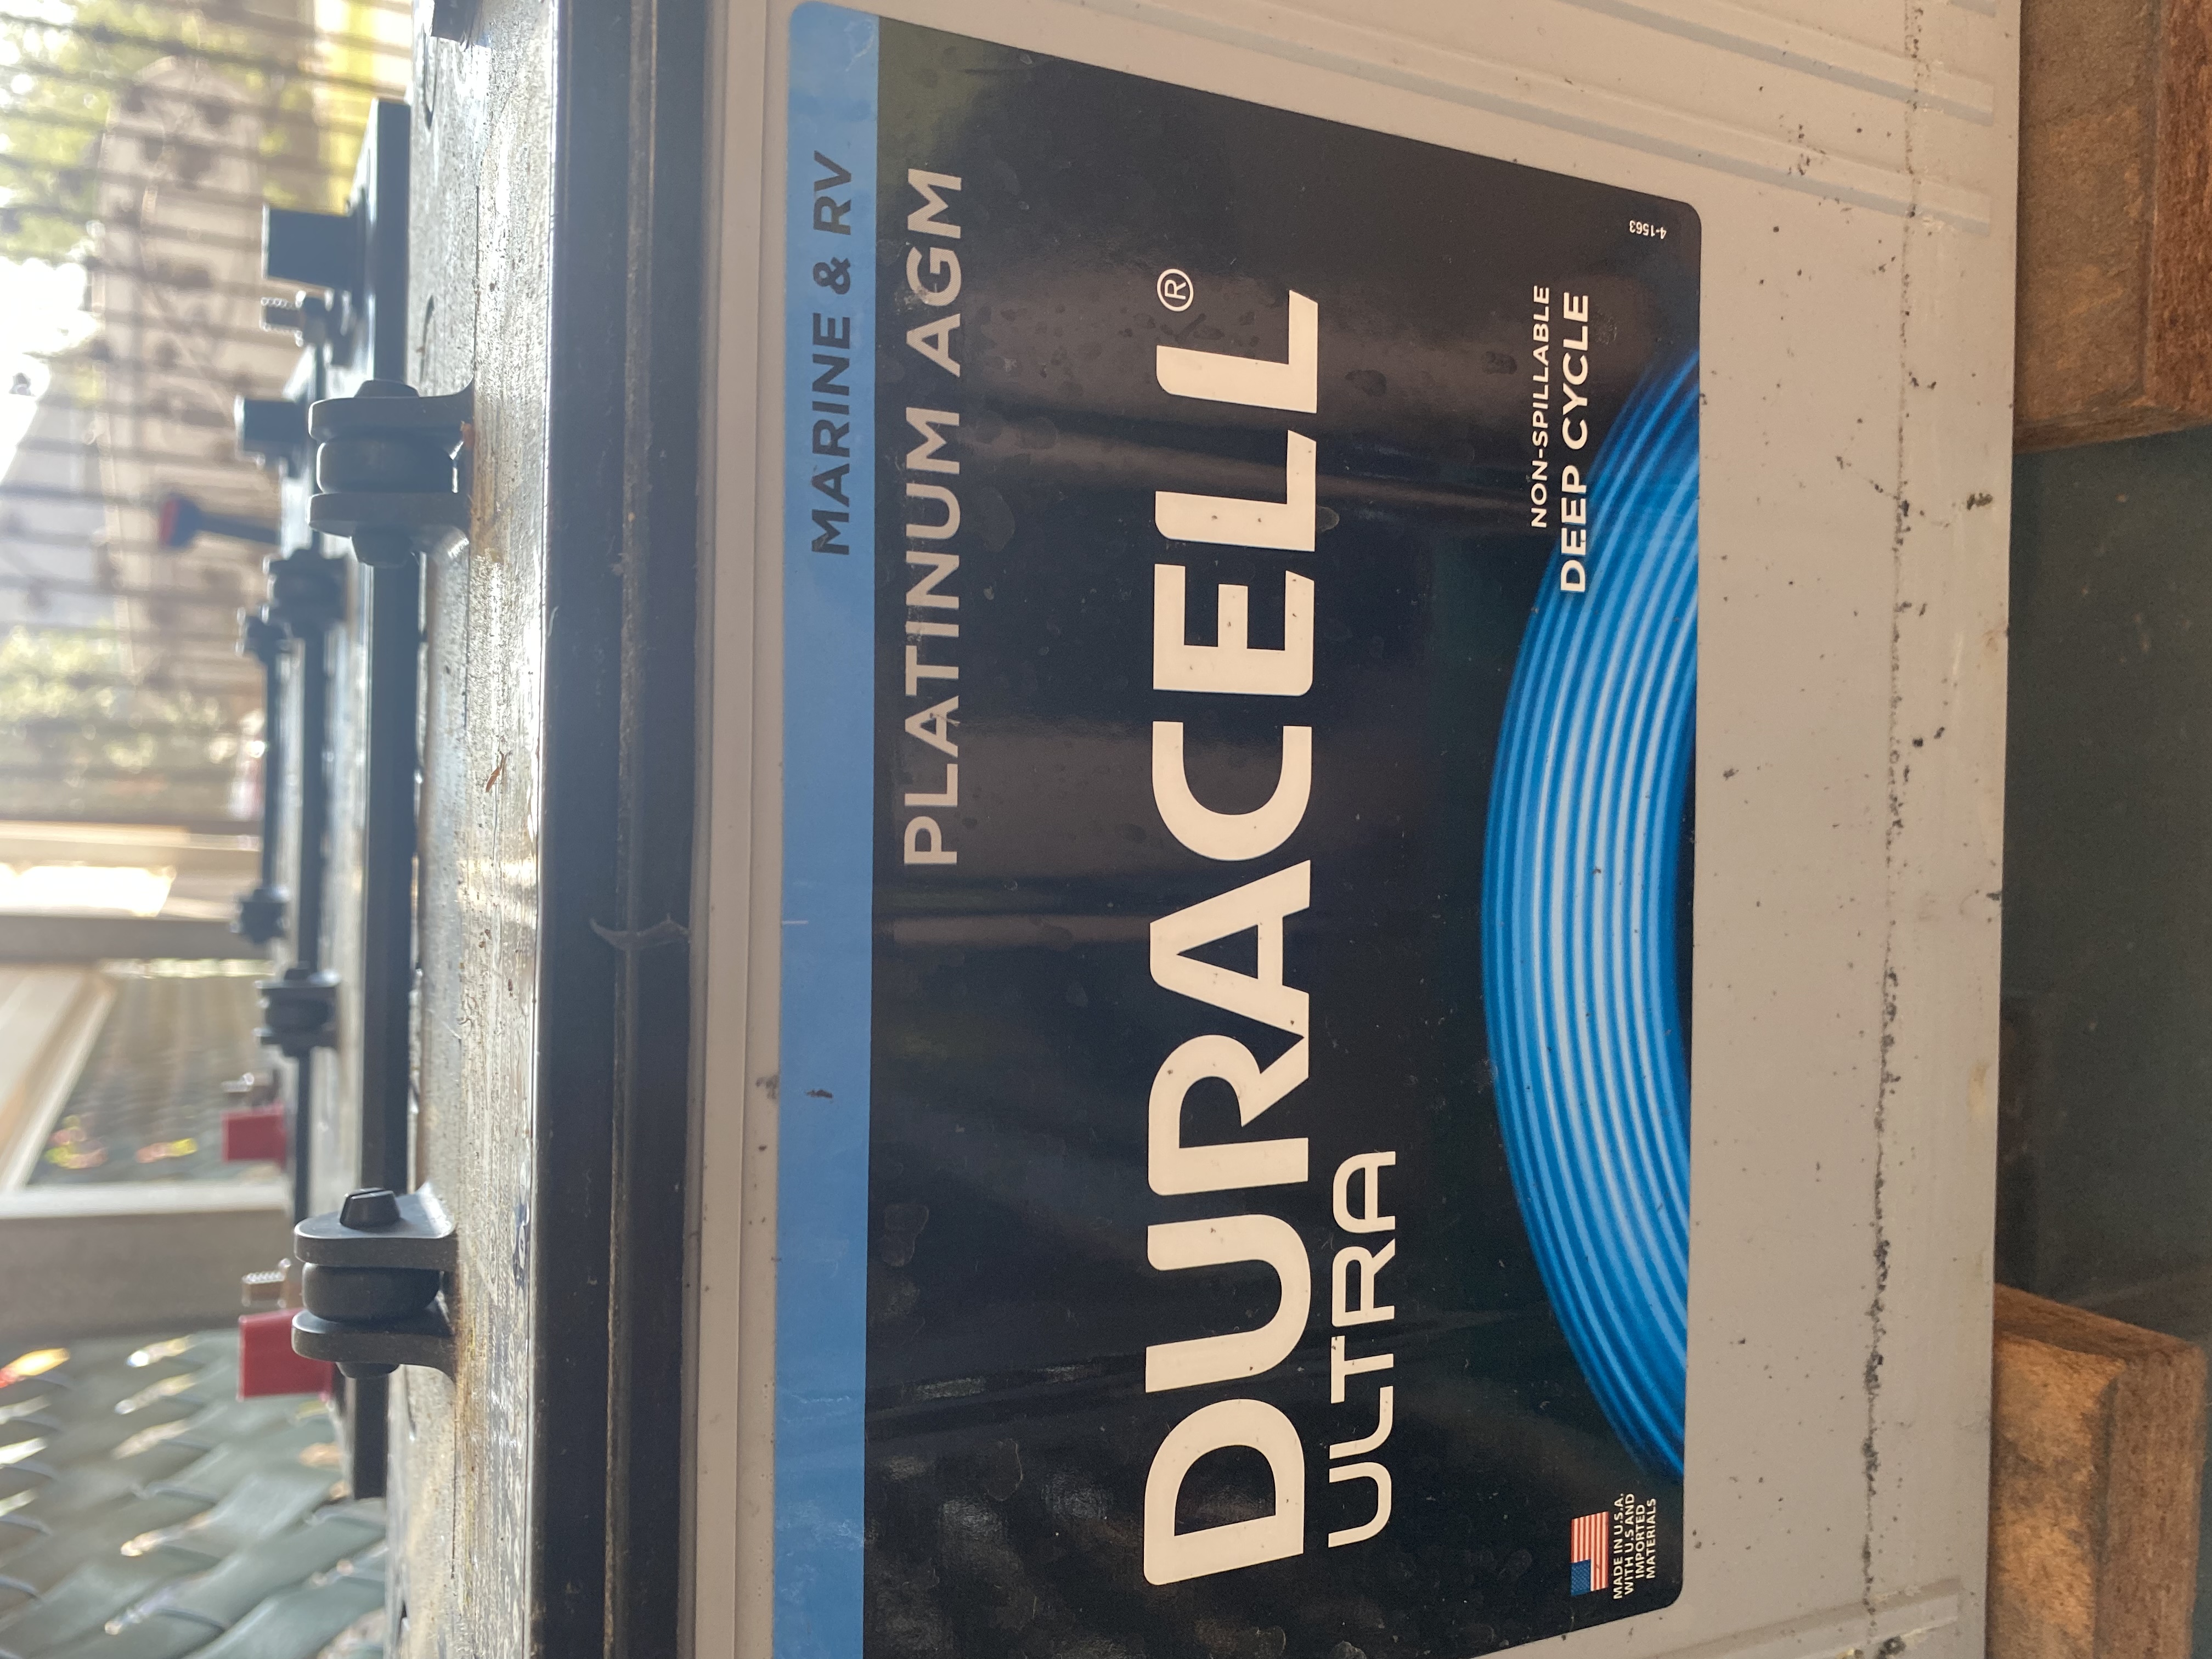 MARINE & RV
PLATINUM AGM
DURACELL®
ULTRA
NON-SPILLABLE
DEEP CYCLE
MADE IN U.S.A.
WITH U.S AND
IMPORTED
MATERIALS
4-1563